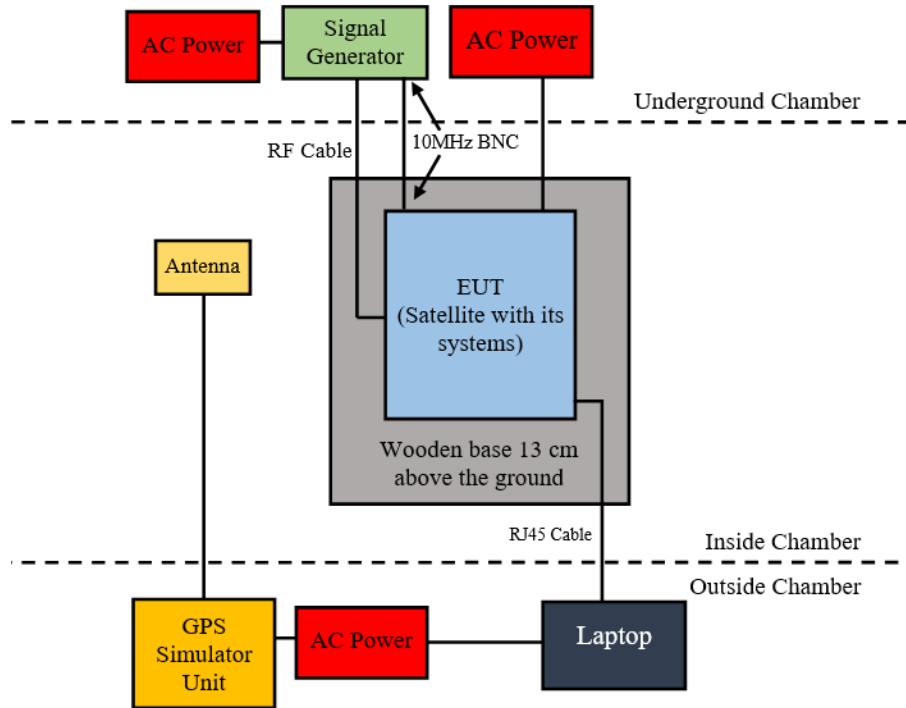 AC Power
Signal
Generator
AC Power
Underground Chamber
RF Cable
10MHz BNC
Antenna
EUT
(Satellite with its
systems)
Wooden base 13 cm
above the ground
RJ45 Cable
Inside Chamber
Outside Chamber
GPS
Simulator
Unit
AC Power
Laptop